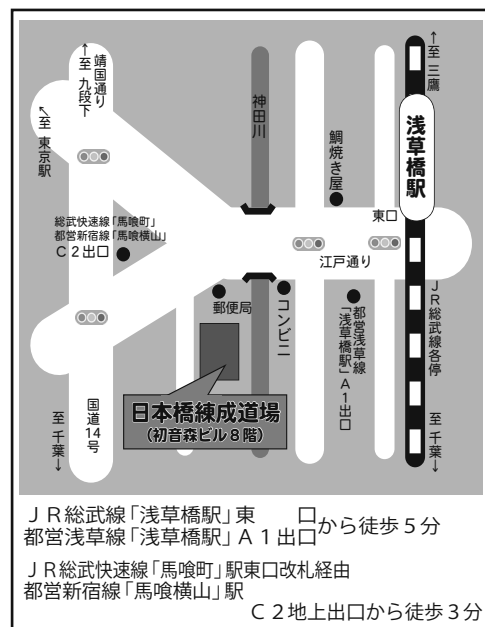 ←至 九段下
靖国通り
←至 東京駅
神田川
鯛焼き屋
←至 三鷹
浅草橋駅
東口
総武快速線「馬喰町」
都営新宿線「馬喰横山」
C2出口
江戸通り
郵便局
コンビニ
都営浅草線
「浅草橋駅」A1出口
JR総武線各停
日本橋練成道場
(初音森ビル8階)
国道14号
至 千葉→
至 千葉→
JR総武線「浅草橋駅」東 口
都営浅草線「浅草橋駅」A1出口から徒歩5分
JR総武快速線「馬喰町」駅東口改札経由
都営新宿線「馬喰横山」駅
C2地上出口から徒歩3分